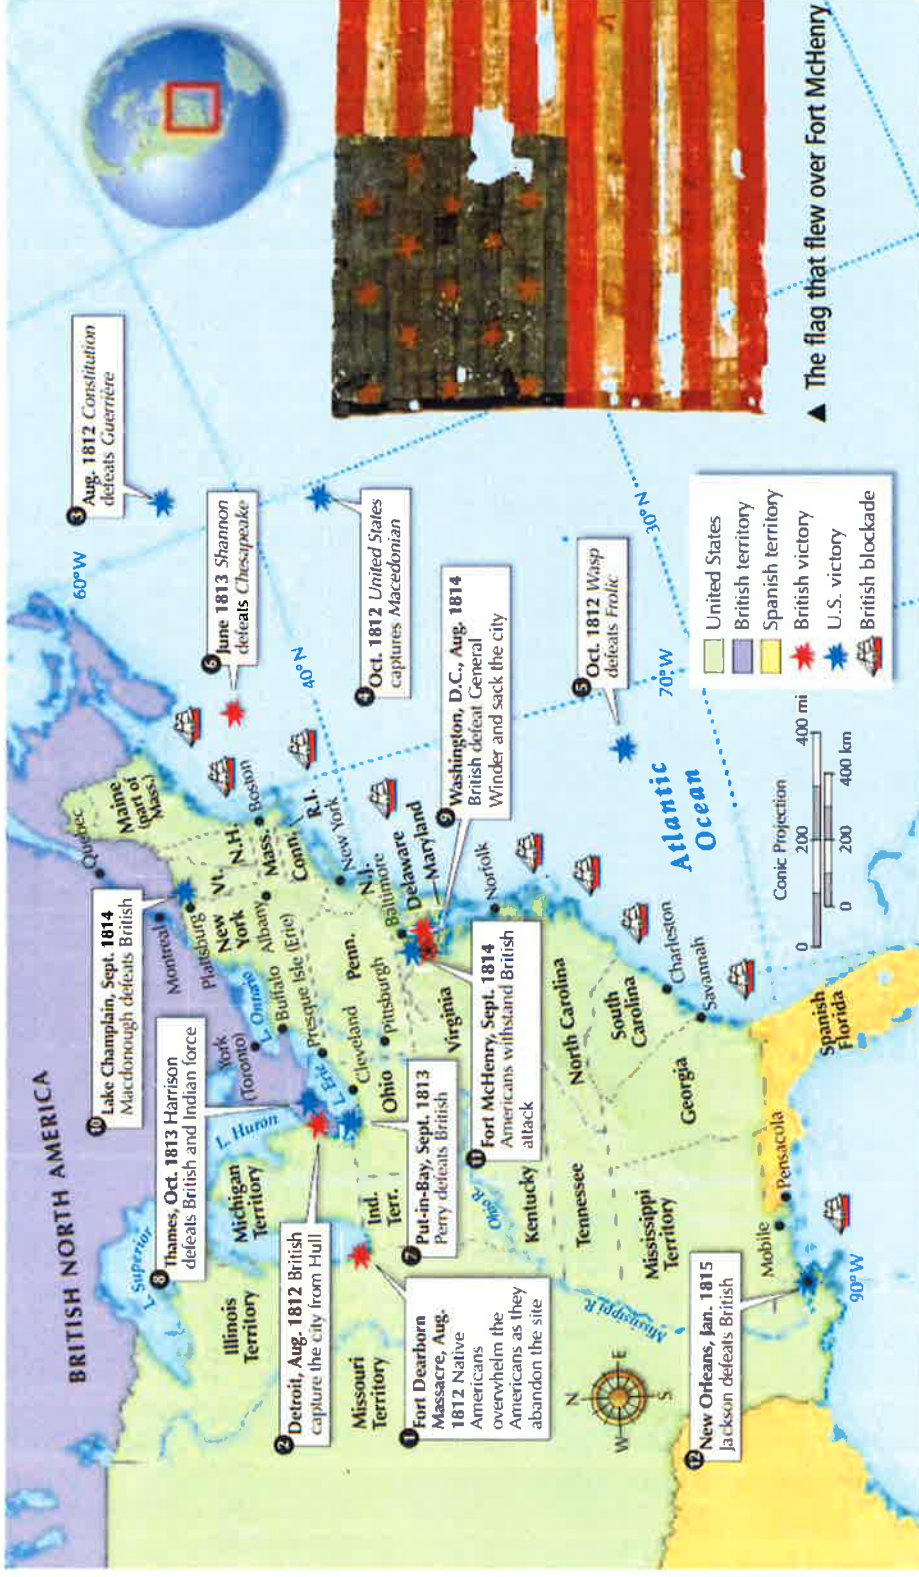 BRITISH NORTH AMERICA
L. Superior
Illinois
Territory
Michigan
Territory
L. Huron
Missouri
Territory
Ind.
Terr.
Ohio
Kentucky
Tennessee
Mississippi
Territory
Georgia
South
Carolina
North Carolina
Virginia
Penn.
N.J.
Delaware
Maryland
New
York
Vt.
N.H.
Mass.
Conn.
R.I.
Maine
(part of
Mass.)
Quebec
Montreal
Plattsburg
York
(Toronto)
L. Ontario
Buffalo
Albany
Presque Isle (Erie)
L. Erie
Cleveland
Pittsburgh
Boston
New York
Baltimore
Norfolk
Charleston
Savannah
Mobile
Pensacola
Spanish
Florida
Ohio R.
Mississippi R.
Atlantic
Ocean
60°W
70°W
90°W
40°N
30°N
1 Fort Dearborn
Massacre, Aug.
1812 Native
Americans
overwhelm the
Americans as they
abandon the site
2 Detroit, Aug. 1812 British
capture the city from Hull
3 Aug. 1812 Constitution
defeats Guerrière
4 Oct. 1812 United States
captures Macedonian
5 Oct. 1812 Wasp
defeats Frolic
6 June 1813 Shannon
defeats Chesapeake
7 Put-in-Bay, Sept. 1813
Perry defeats British
8 Thames, Oct. 1813 Harrison
defeats British and Indian force
9 Washington, D.C., Aug. 1814
British defeat General
Winder and sack the city
10 Lake Champlain, Sept. 1814
Macdonough defeats British
11 Fort McHenry, Sept. 1814
Americans withstand British
attack
12 New Orleans, Jan. 1815
Jackson defeats British
N
E
S
W
United States
British territory
Spanish territory
British victory
U.S. victory
British blockade
Conic Projection
0 200 400 mi
0 200 400 km
▲ The flag that flew over Fort McHenry